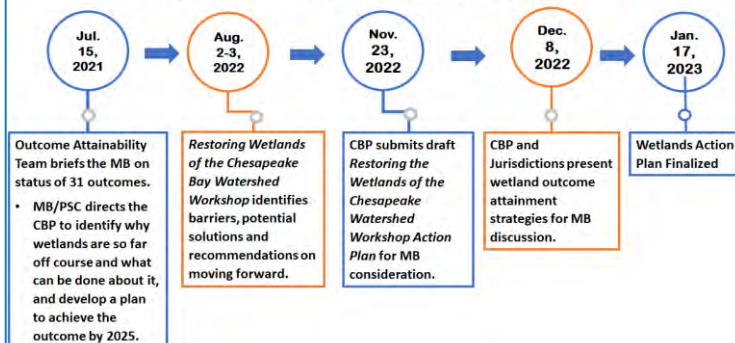 Jul.
15,
2021
Aug.
2-3,
2022
Nov.
23,
2022
Dec.
8,
2022
Jan.
17,
2023
Outcome Attainability
Team briefs the MB on
status of 31 outcomes.
• MB/PSC directs the
CBP to identify why
wetlands are so far
off course and what
can be done about it,
and develop a plan
to achieve the
outcome by 2025.
Restoring Wetlands
of the Chesapeake
Bay Watershed
Workshop identifies
barriers, potential
solutions and
recommendations on
moving forward.
CBP submits draft
Restoring the
Wetlands of the
Chesapeake
Watershed
Workshop Action
Plan for MB
consideration.
CBP and
Jurisdictions present
wetland outcome
attainment
strategies for MB
discussion.
Wetlands Action
Plan Finalized